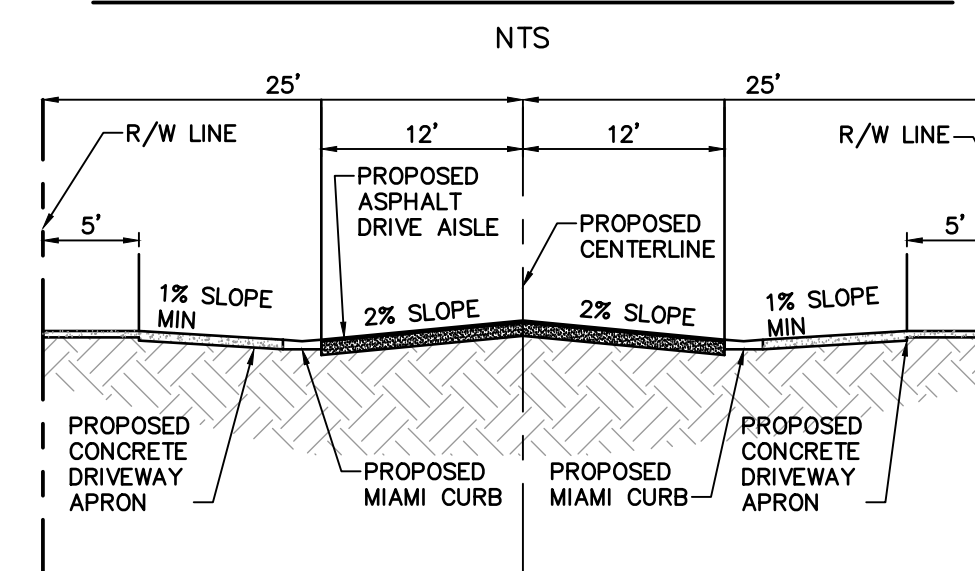 NTS
25'
25'
R/W LINE
12'
12'
R/W LINE
PROPOSED
ASPHALT
DRIVE AISLE
PROPOSED
CENTERLINE
5'
5'
1% SLOPE
MIN
2% SLOPE
2% SLOPE
1% SLOPE
MIN
PROPOSED
CONCRETE
DRIVEWAY
APRON
PROPOSED
MIAMI CURB
PROPOSED
MIAMI CURB
PROPOSED
CONCRETE
DRIVEWAY
APRON